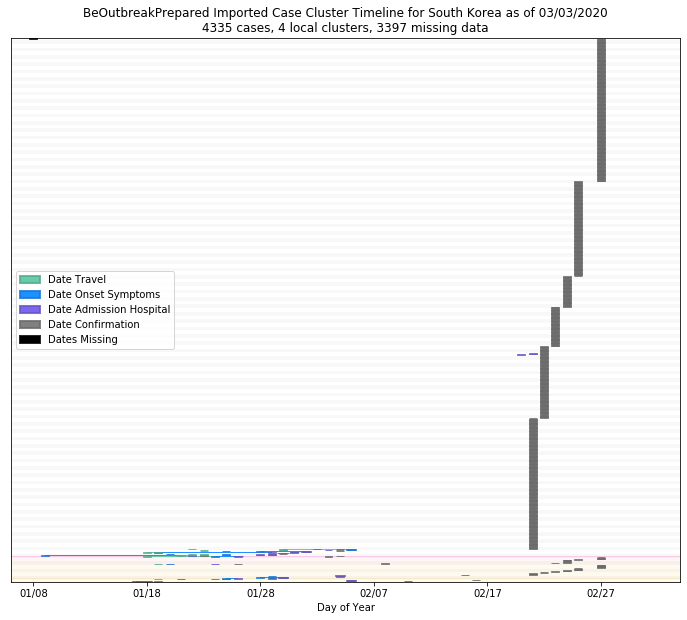 BeOutbreakPrepared Imported Case Cluster Timeline for South Korea as of 03/03/2020
4335 cases, 4 local clusters, 3397 missing data
Date Travel
Date Onset Symptoms
Date Admission Hospital
Date Confirmation
Dates Missing
01/08 01/18 01/28 02/07 02/17 02/27
Day of Year